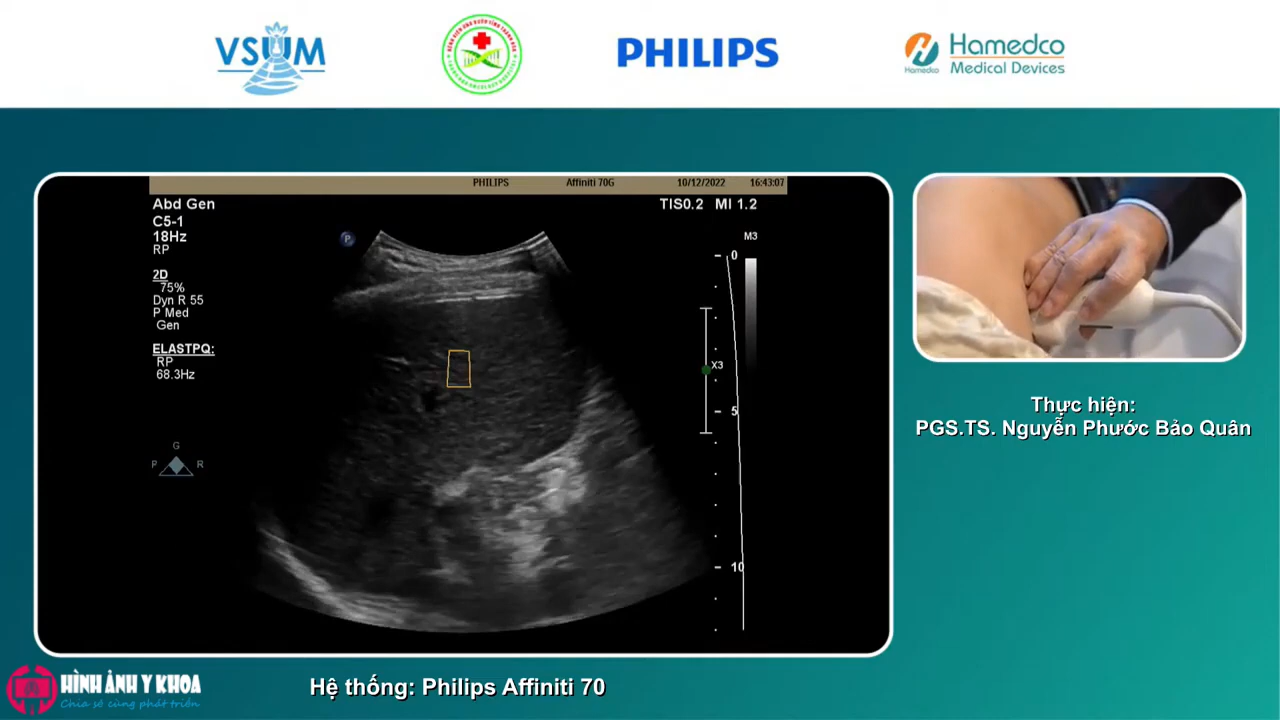 VSUM
PHILIPS
Hamedco
Hamedko
Medical Devices
PHILIPS Affiniti 70G 10/12/2022 16:43:07
Abd Gen
TIS0.2 MI 1.2
C5-1
18Hz
RP
M3
P
0
2D
75%
Dyn R 55
P Med
Gen
ELASTPQ:
RP
68.3Hz
X3
5
G
P R
10
Thực hiện:
PGS.TS. Nguyễn Phước Bảo Quân
HÌNH ẢNH Y KHOA
Chia sẻ cùng phát triển
Hệ thống: Philips Affiniti 70